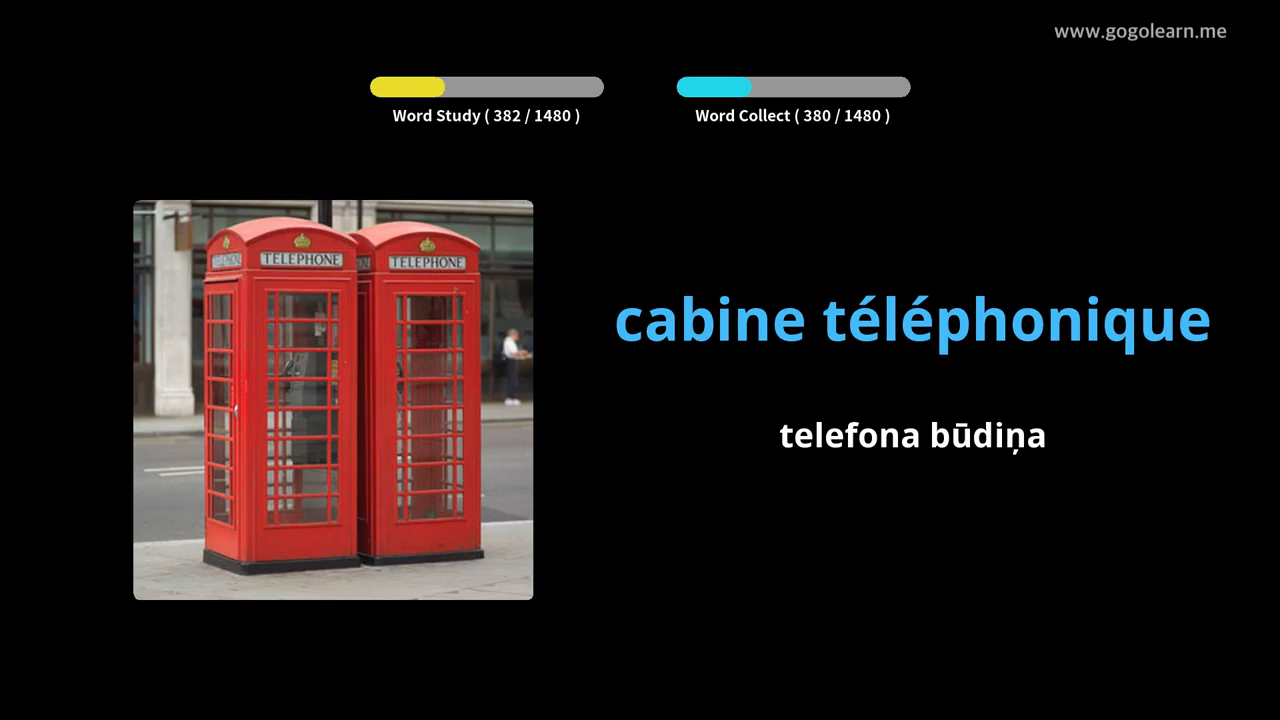 www.gogolearn.me
Word Study ( 382 / 1480 )
Word Collect ( 380 / 1480 )
TELEPHONE
TELEPHONE
cabine téléphonique
telefona būdiņa